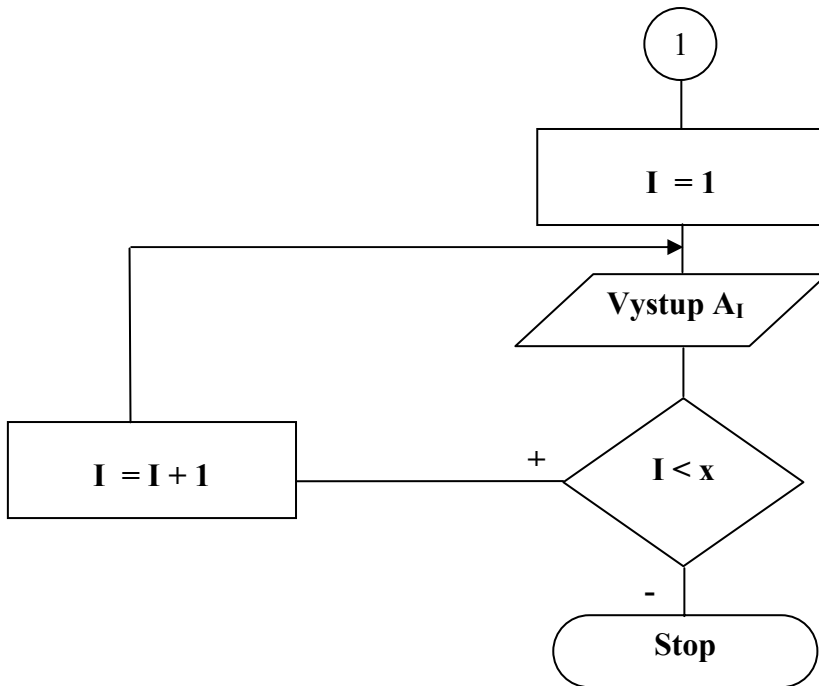 1
I = 1
Vystup A_I
I < x
+
I = I + 1
-
Stop